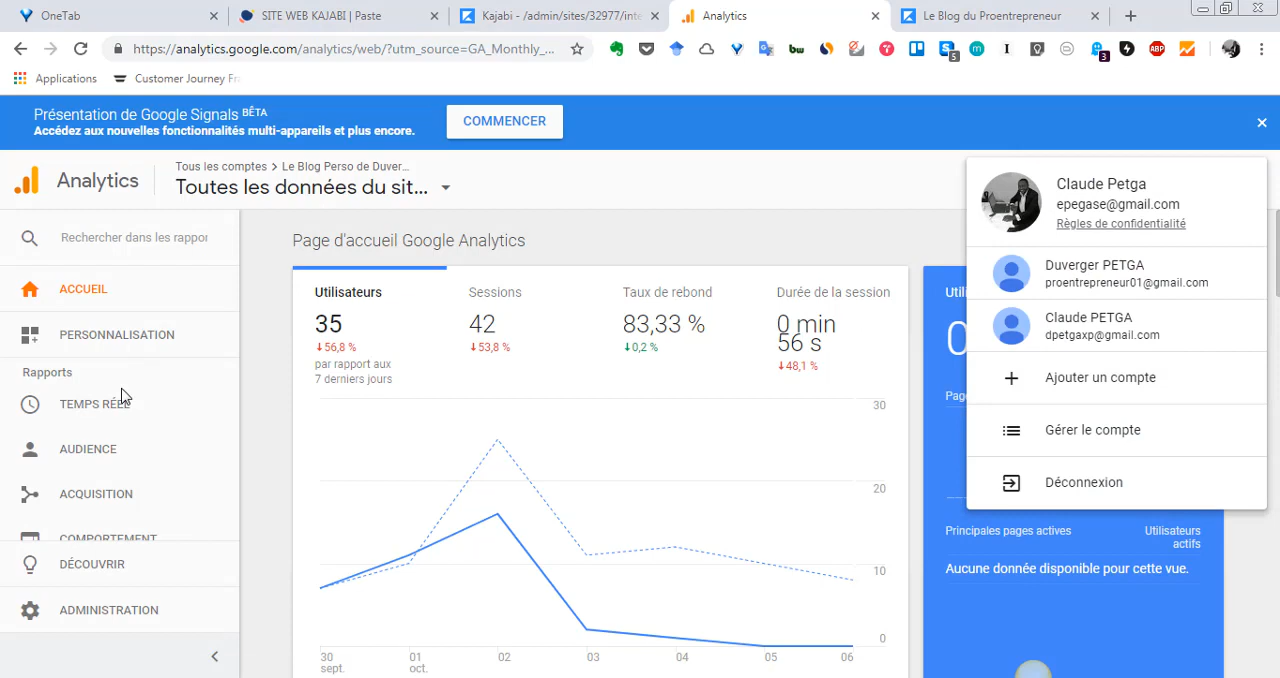 OneTab
SITE WEB KAJABI | Paste
Kajabi - /admin/sites/32977/inte
Analytics
Le Blog du Proentrepreneur
https://analytics.google.com/analytics/web/?utm_source=GA_Monthly_...
Applications
Customer Journey Fr
Présentation de Google Signals BÊTA
Accédez aux nouvelles fonctionnalités multi-appareils et plus encore.
COMMENCER
Analytics
Tous les comptes > Le Blog Perso de Duver...
Toutes les données du sit...
Rechercher dans les rappor
ACCUEIL
PERSONNALISATION
Rapports
TEMPS RÉEL
AUDIENCE
ACQUISITION
COMPORTEMENT
DÉCOUVRIR
ADMINISTRATION
Page d'accueil Google Analytics
Utilisateurs
35
↓56,8 %
par rapport aux
7 derniers jours
Sessions
42
↓53,8 %
Taux de rebond
83,33 %
↓0,2 %
Durée de la session
0 min
56 s
↓48,1 %
30
20
10
0
30
sept.
01
oct.
02
03
04
05
06
Claude Petga
epegase@gmail.com
Règles de confidentialité
Duverger PETGA
proentrepreneur01@gmail.com
Claude PETGA
dpetgaxp@gmail.com
Ajouter un compte
Gérer le compte
Déconnexion
Utili
0
Page
Principales pages actives
Utilisateurs
actifs
Aucune donnée disponible pour cette vue.